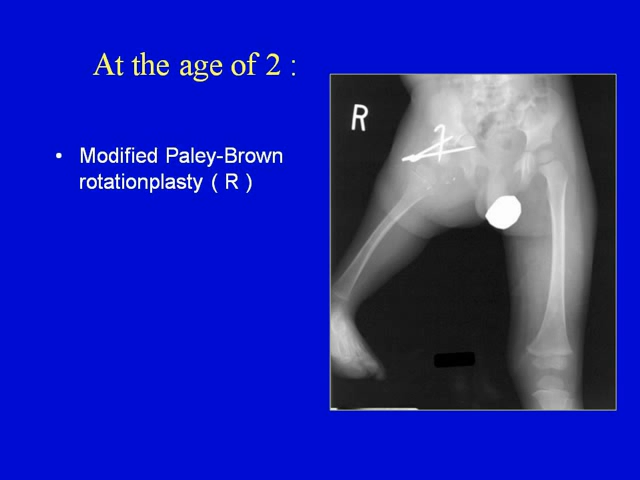 At the age of 2 :
• Modified Paley-Brown
rotationplasty ( R )
R